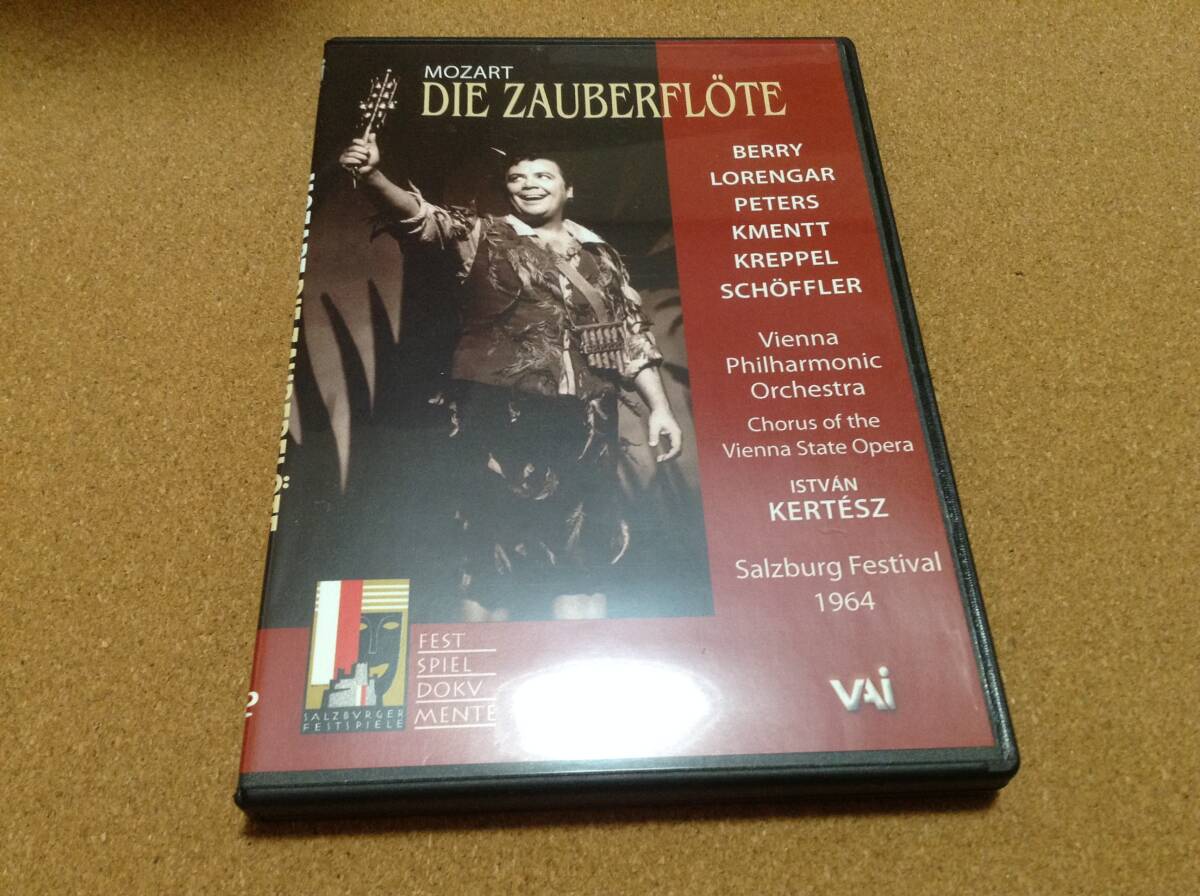 MOZART
DIE ZAUBERFLÖTE
BERRY
LORENGAR
PETERS
KMENTT
KREPPEL
SCHÖFFLER
Vienna
Philharmonic
Orchestra
Chorus of the
Vienna State Opera
ISTVÁN
KERTÉSZ
Salzburg Festival
1964
FEST
SPIEL
DOKV
MENTE
SALZBVRGER
FESTSPIELE
VAI